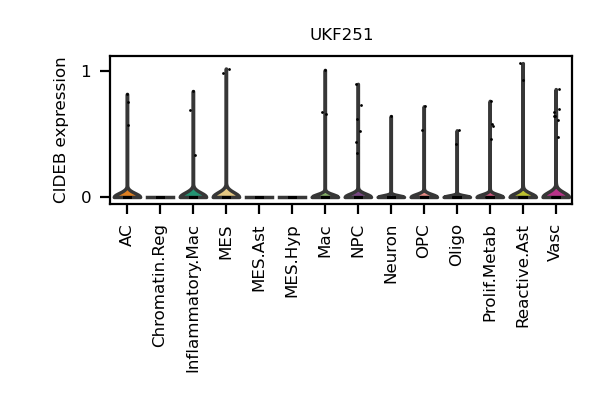 UKF251
CIDEB expression
1
0
AC
Chromatin.Reg
Inflammatory.Mac
MES
MES.Ast
MES.Hyp
Mac
NPC
Neuron
OPC
Oligo
Prolif.Metab
Reactive.Ast
Vasc